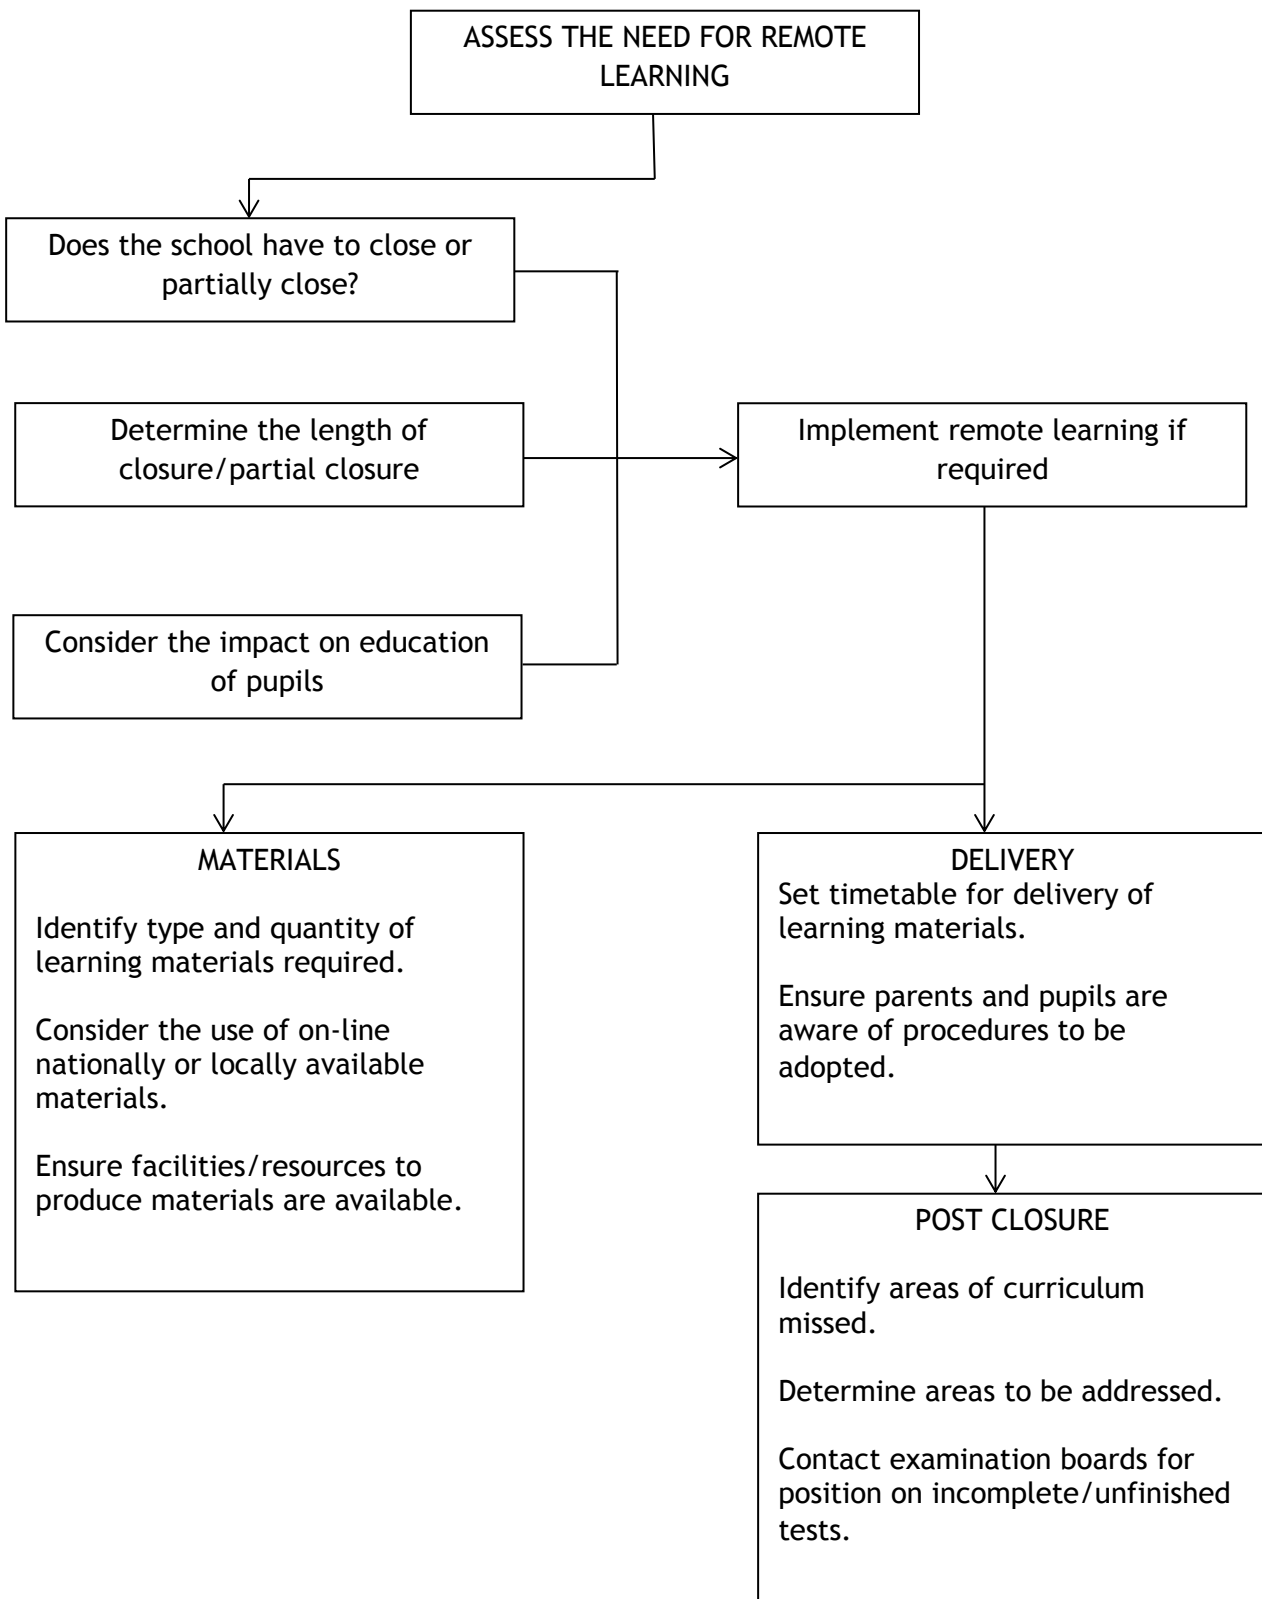 ASSESS THE NEED FOR REMOTE
LEARNING
Does the school have to close or
partially close?
Determine the length of
closure/partial closure
Implement remote learning if
required
Consider the impact on education
of pupils
MATERIALS
Identify type and quantity of
learning materials required.
Consider the use of on-line
nationally or locally available
materials.
Ensure facilities/resources to
produce materials are available.
DELIVERY
Set timetable for delivery of
learning materials.
Ensure parents and pupils are
aware of procedures to be
adopted.
POST CLOSURE
Identify areas of curriculum
missed.
Determine areas to be addressed.
Contact examination boards for
position on incomplete/unfinished
tests.